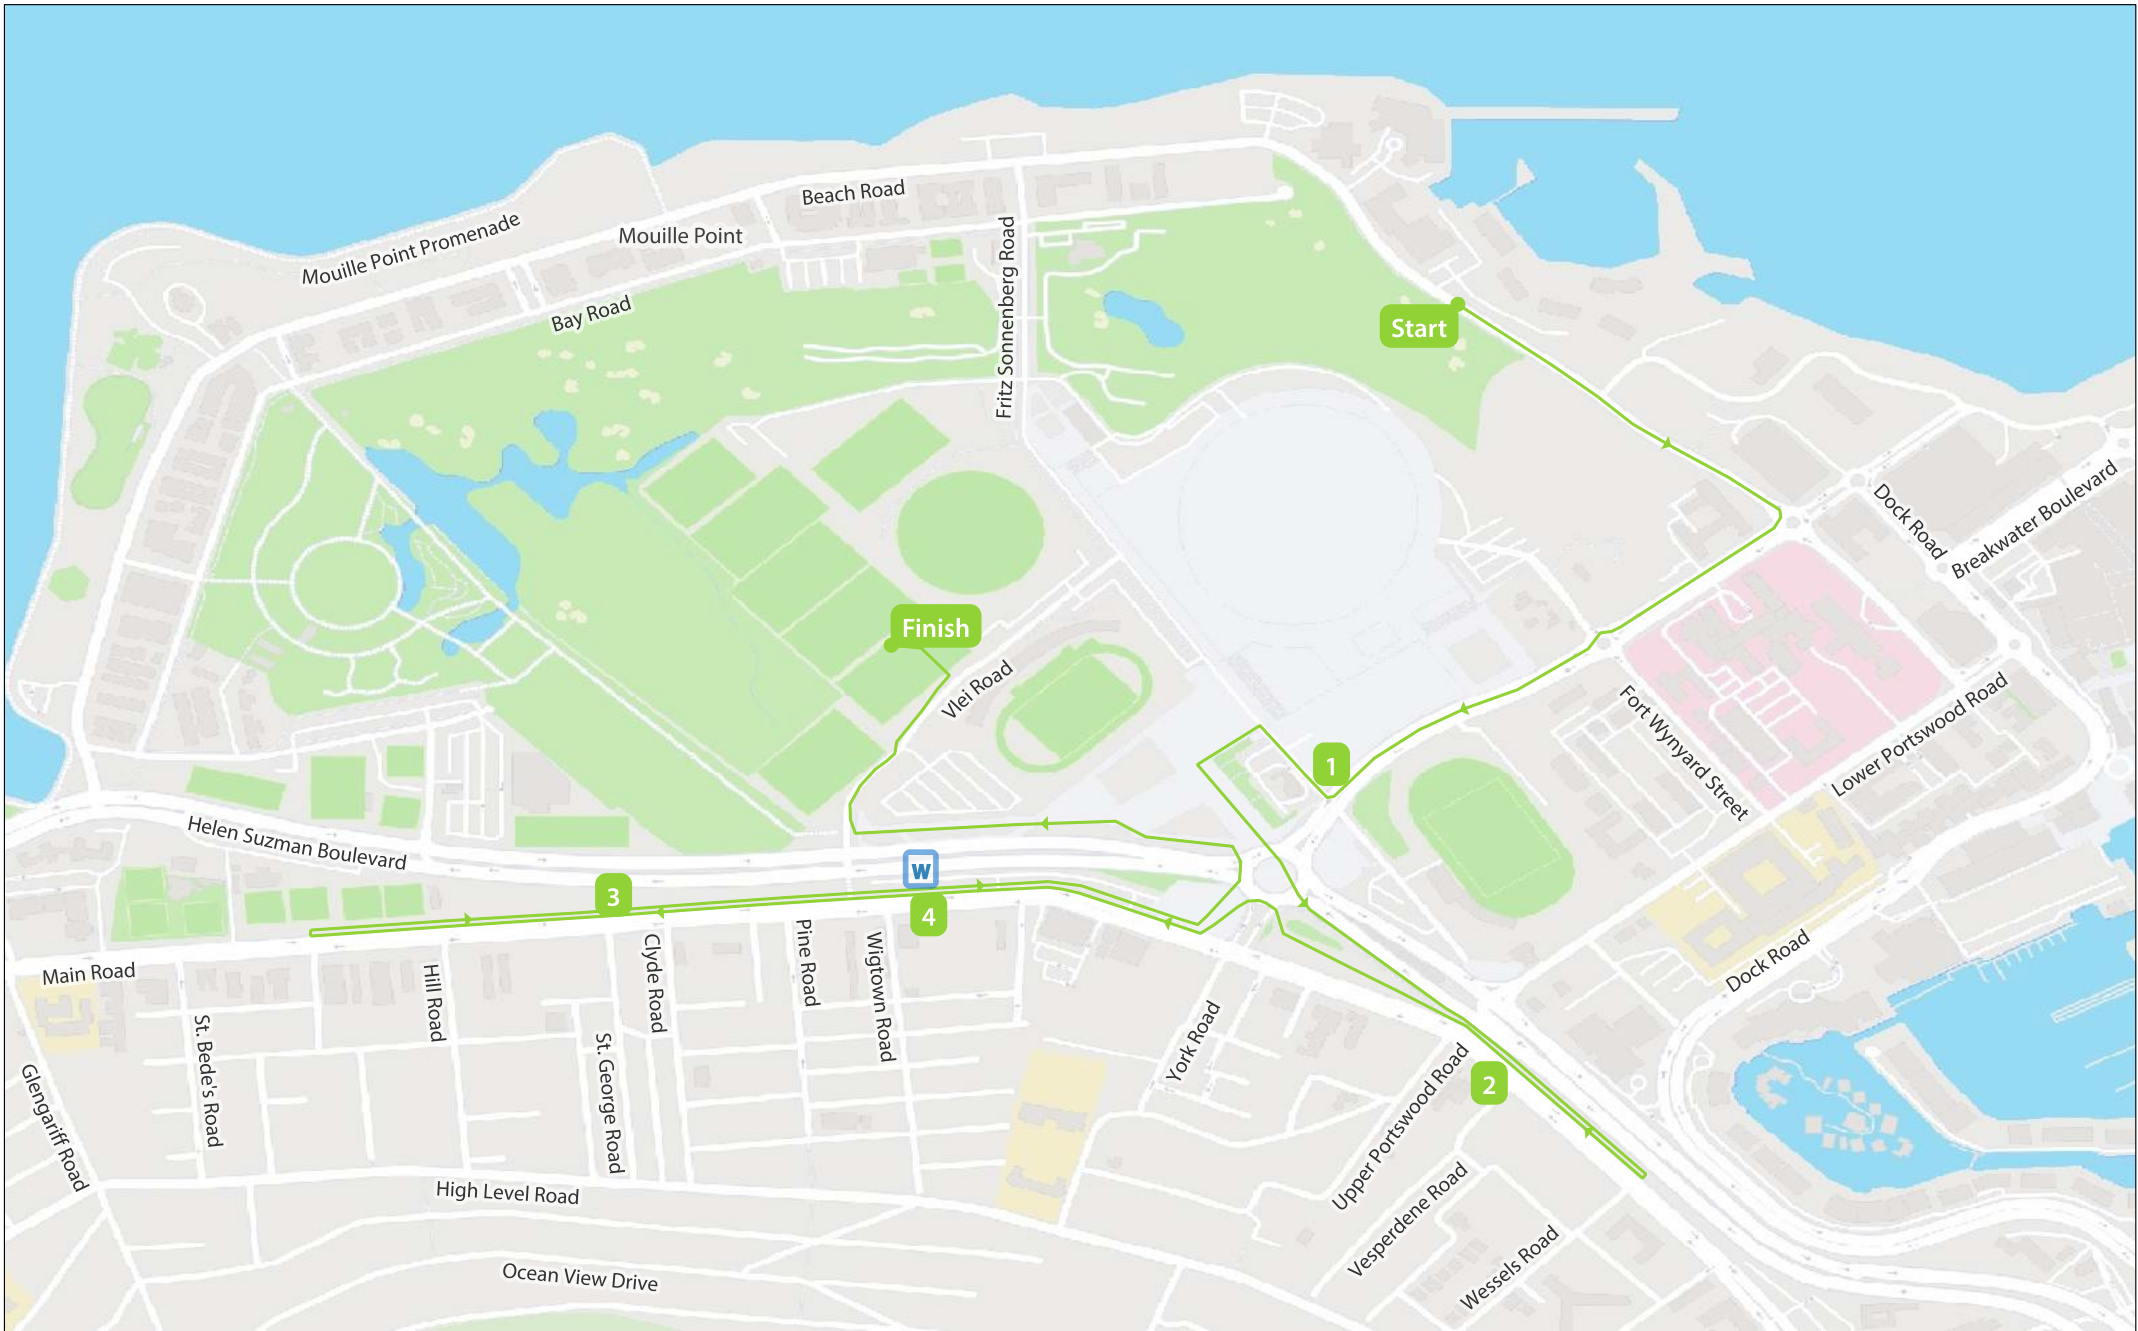 Beach Road
Mouille Point Promenade
Mouille Point
Bay Road
Fritz Sonnenberg Road
Start
Dock Road
Breakwater Boulevard
Finish
Vlei Road
Fort Wynyard Street
Lower Portswood Road
1
Helen Suzman Boulevard
W
3
4
Main Road
Hill Road
Clyde Road
Pine Road
Wigtown Road
Dock Road
St. Bede's Road
St. George Road
York Road
Glengariff Road
Upper Portswood Road
2
High Level Road
Vesperdene Road
Wessels Road
Ocean View Drive